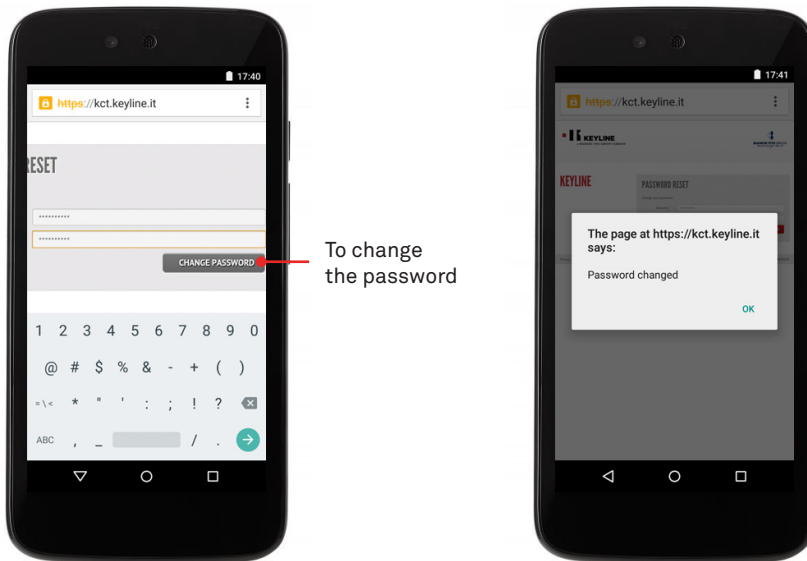 17:40
https://kct.keyline.it
RESET
**********
**********
CHANGE PASSWORD
1 2 3 4 5 6 7 8 9 0
@ # $ % & - + ( )
= \ < * " ' : ; ! ?
ABC , _ / .
To change
the password
17:41
https://kct.keyline.it
KEYLINE
KEYLINE
PASSWORD RESET
The page at https://kct.keyline.it
says:
Password changed
OK